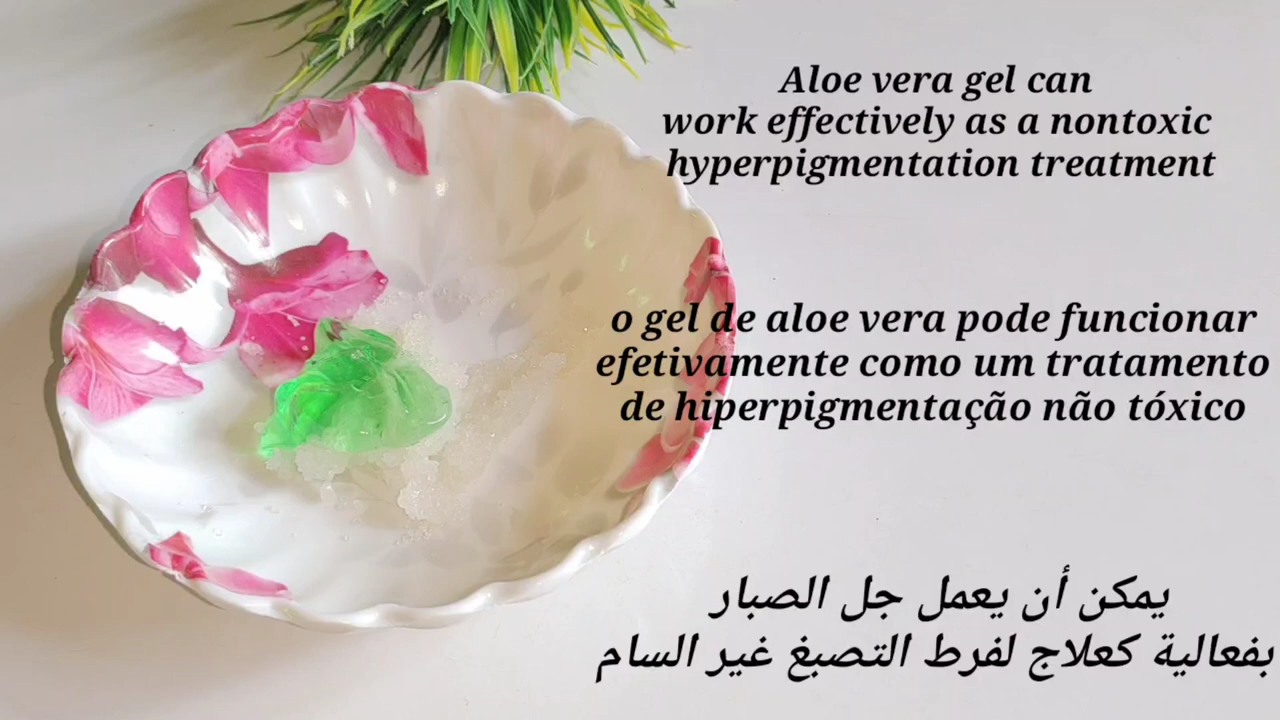 Aloe vera gel can
work effectively as a nontoxic
hyperpigmentation treatment
o gel de aloe vera pode funcionar
efetivamente como um tratamento
de hiperpigmentação não tóxico
يمكن أن يعمل جل الصبار
بفعالية كعلاج لفرط التصبغ غير السام